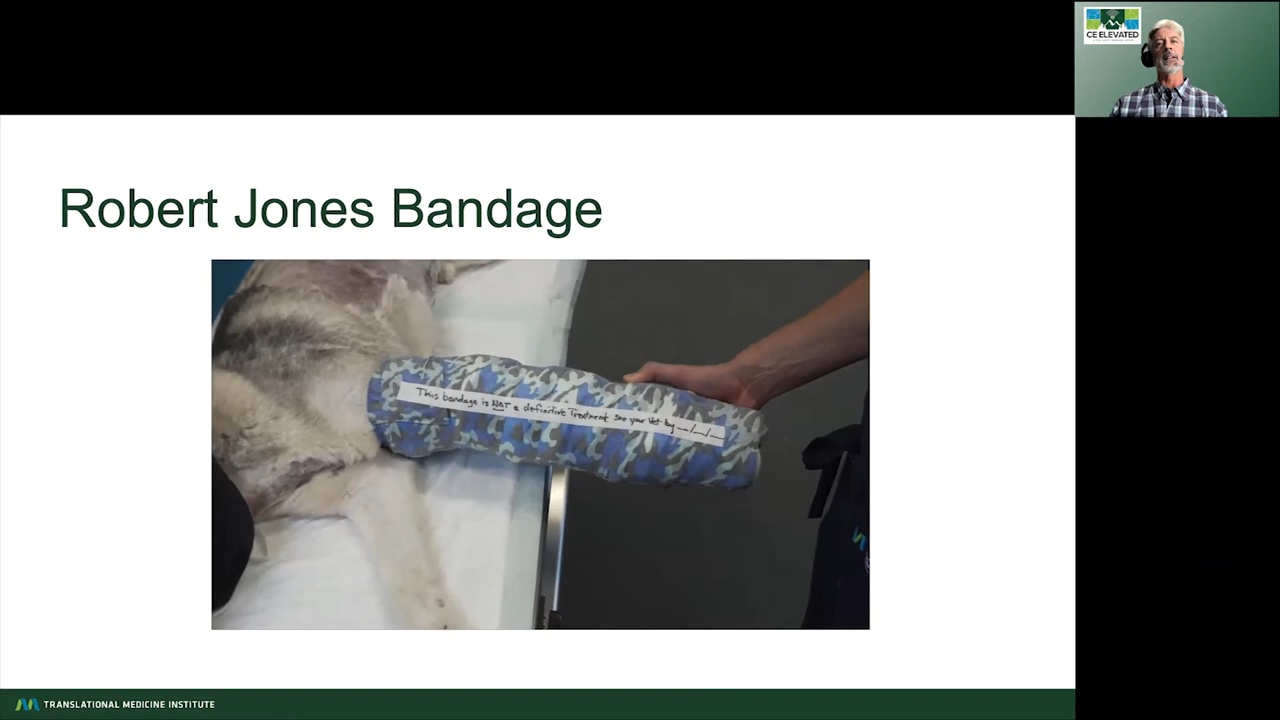 CE ELEVATED
Robert Jones Bandage
This bandage is NOT a definitive Treatment see your Vet by __/__/__
TRANSLATIONAL MEDICINE INSTITUTE